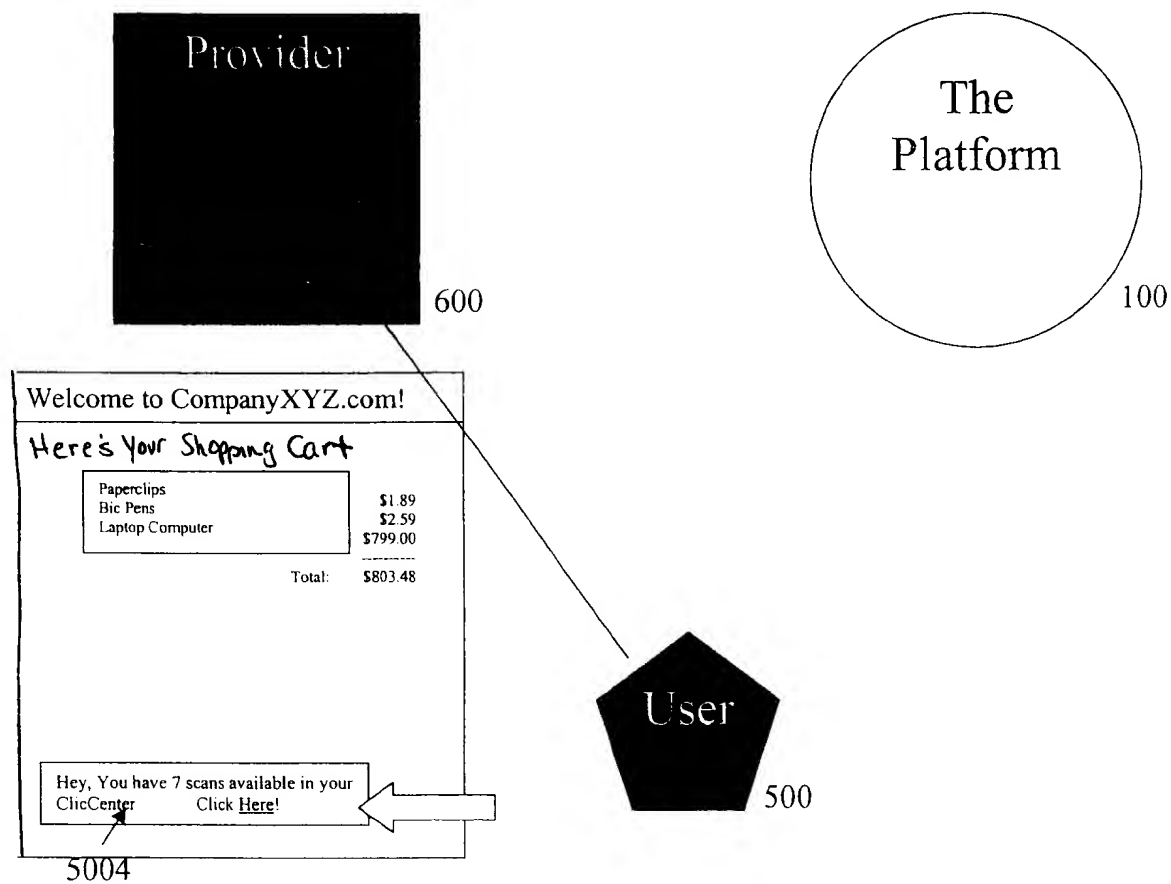 Provider
The
Platform
600
100
Welcome to CompanyXYZ.com!
Here's Your Shopping Cart
Paperclips $1.89
Bic Pens $2.59
Laptop Computer $799.00
--------
Total: $803.48
User
500
Hey, You have 7 scans available in your
ClicCenter Click Here!
5004